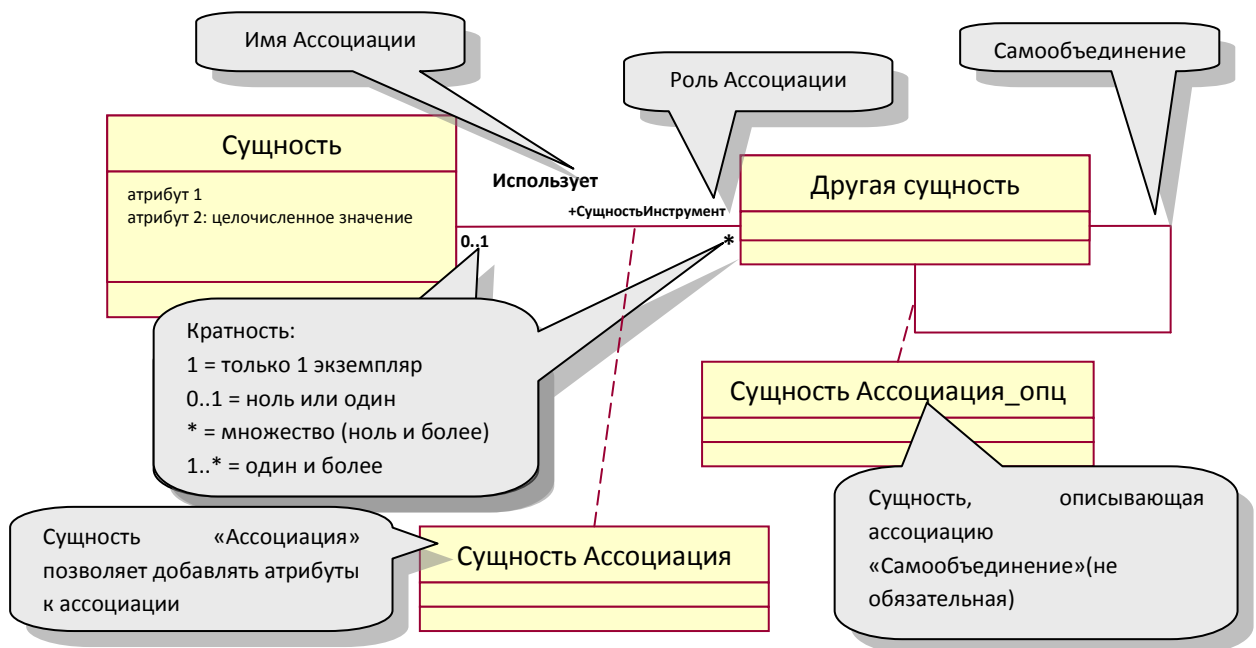 Имя Ассоциации
Роль Ассоциации
Самообъединение
Сущность
атрибут 1
атрибут 2: целочисленное значение
Использует
+СущностьИнструмент
0..1
*
Другая сущность
Кратность:
1 = только 1 экземпляр
0..1 = ноль или один
* = множество (ноль и более)
1..* = один и более
Сущность Ассоциация_опц
Сущность, описывающая
ассоциацию
«Самообъединение»(не
обязательная)
Сущность «Ассоциация»
позволяет добавлять атрибуты
к ассоциации
Сущность Ассоциация